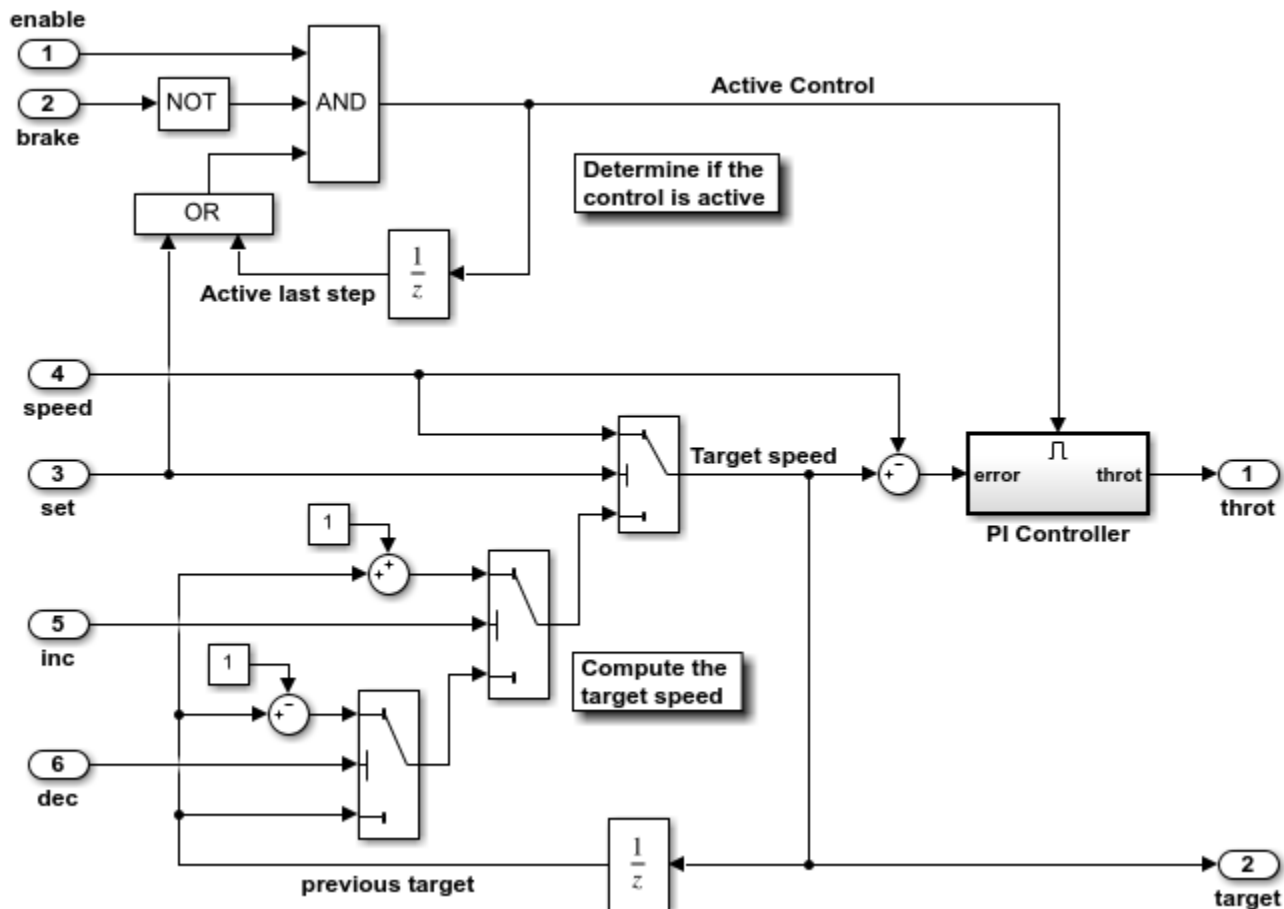 enable
1
2
brake
NOT
AND
OR
Active Control
Determine if the
control is active
Active last step
1
z
4
speed
3
set
Target speed
error
throt
PI Controller
1
throt
1
5
inc
1
6
dec
Compute the
target speed
previous target
1
z
2
target
+
-
+
+
+
-